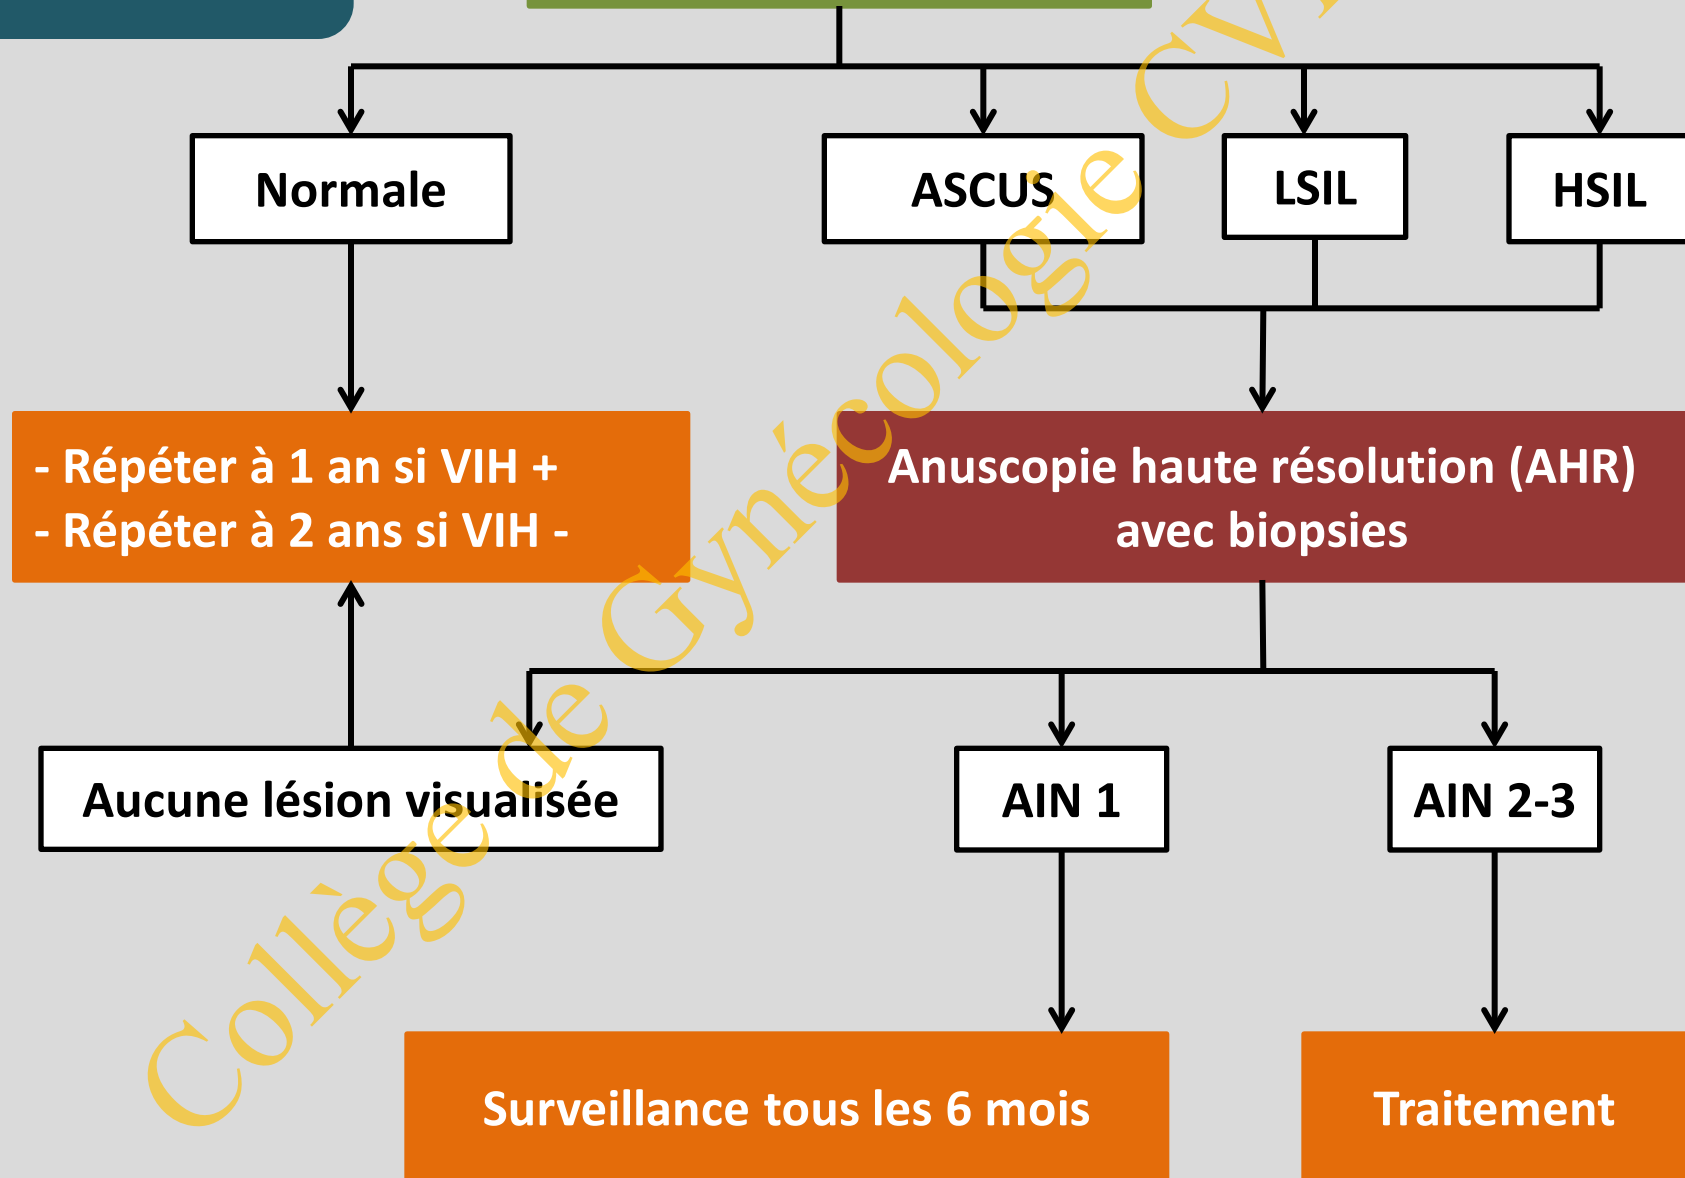 Normale
ASCUS
LSIL
HSIL
- Répéter à 1 an si VIH +
- Répéter à 2 ans si VIH -
Anuscopie haute résolution (AHR)
avec biopsies
Aucune lésion visualisée
AIN 1
AIN 2-3
Surveillance tous les 6 mois
Traitement
Collège de Gynécologie